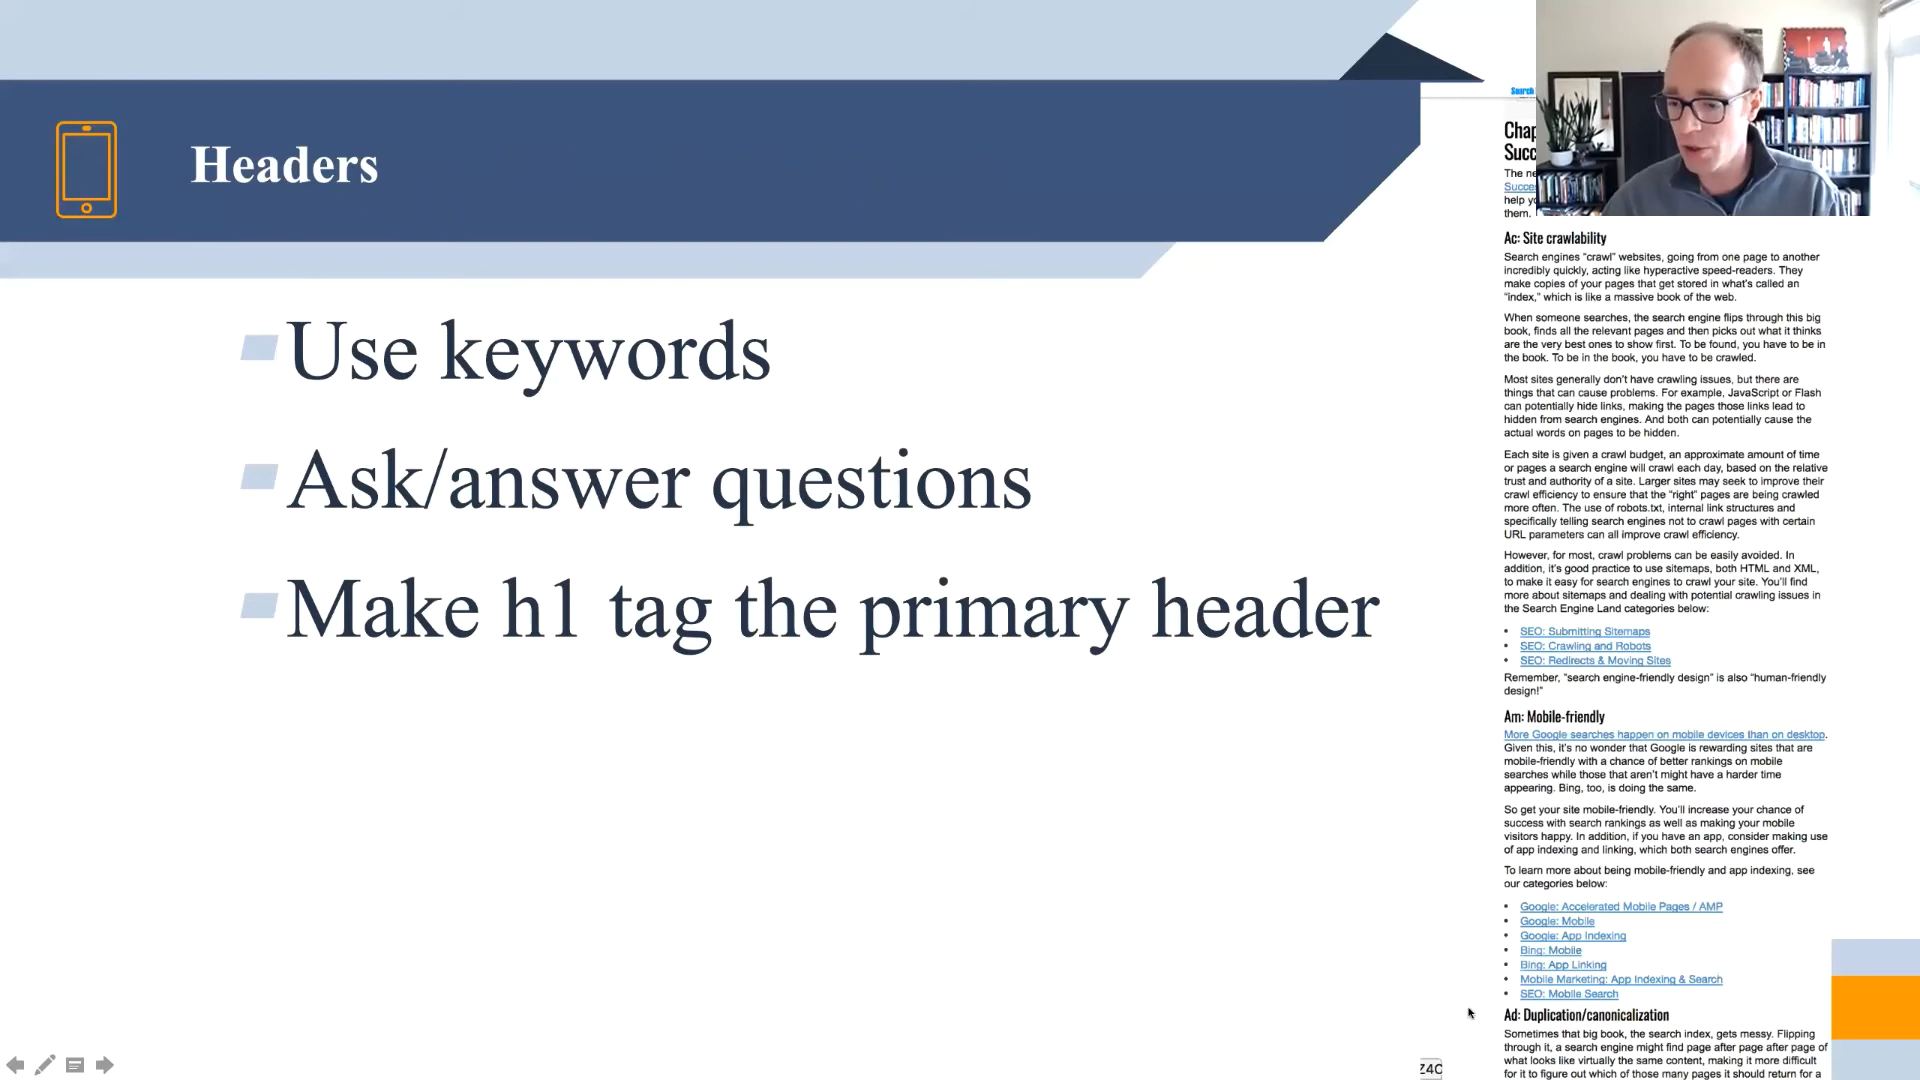 Headers
Use keywords
Ask/answer questions
Make h1 tag the primary header
Search
Ac: Site crawlability
Search engines “crawl” websites, going from one page to another
incredibly quickly, acting like hyperactive speed-readers. They
make copies of your pages that get stored in what’s called an
“index,” which is like a massive book of the web.
When someone searches, the search engine flips through this big
book, finds all the relevant pages and then picks out what it thinks
are the very best ones to show first. To be found, you have to be in
the book. To be in the book, you have to be crawled.
Most sites generally don’t have crawling issues, but there are
things that can cause problems. For example, JavaScript or Flash
can potentially hide links, making the pages those links lead to
hidden from search engines. And both can potentially cause the
actual words on pages to be hidden.
Each site is given a crawl budget, an approximate amount of time
or pages a search engine will crawl each day, based on the relative
trust and authority of a site. Larger sites may seek to improve their
crawl efficiency to ensure that the “right” pages are being crawled
more often. The use of robots.txt, internal link structures and
specifically telling search engines not to crawl pages with certain
URL parameters can all improve crawl efficiency.
However, for most, crawl problems can be easily avoided. In
addition, it’s good practice to use sitemaps, both HTML and XML,
to make it easy for search engines to crawl your site. You’ll find
more about sitemaps and dealing with potential crawling issues in
the Search Engine Land categories below:
SEO: Submitting Sitemaps
SEO: Crawling and Robots
SEO: Redirects & Moving Sites
Remember, “search engine-friendly design” is also “human-friendly
design!”
Am: Mobile-friendly
More Google searches happen on mobile devices than on desktop.
Given this, it’s no wonder that Google is rewarding sites that are
mobile-friendly with a chance of better rankings on mobile
searches while those that aren’t might have a harder time
appearing. Bing, too, is doing the same.
So get your site mobile-friendly. You’ll increase your chance of
success with search rankings as well as making your mobile
visitors happy. In addition, if you have an app, consider making use
of app indexing and linking, which both search engines offer.
To learn more about being mobile-friendly and app indexing, see
our categories below:
Google: Accelerated Mobile Pages / AMP
Google: Mobile
Google: App Indexing
Bing: Mobile
Bing: App Linking
Mobile Marketing: App Indexing & Search
SEO: Mobile Search
Ad: Duplication/canonicalization
Sometimes that big book, the search index, gets messy. Flipping
through it, a search engine might find page after page after page of
what looks like virtually the same content, making it more difficult
for it to figure out which of those many pages it should return for a